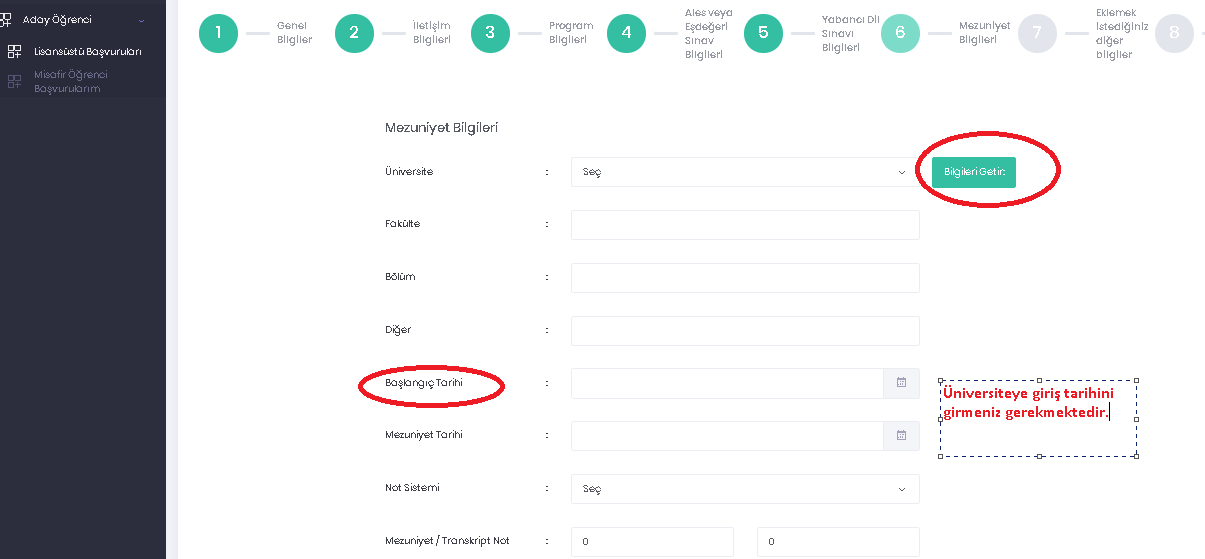 Aday Öğrenci
Lisansüstü Başvuruları
Misafir Öğrenci
Başvurularım
1
Genel
Bilgiler
2
İletişim
Bilgileri
3
Program
Bilgileri
4
Ales veya
Eşdeğeri
Sınav
Bilgileri
5
Yabancı Dil
Sınavı
Bilgileri
6
Mezuniyet
Bilgileri
7
Eklemek
istediğiniz
diğer
bilgiler
8
Mezuniyet Bilgileri
Üniversite : Seç Bilgileri Getir:
Fakülte :
Bölüm :
Diğer :
Başlangıç Tarihi :
Üniversiteye giriş tarihini
girmeniz gerekmektedir.
Mezuniyet Tarihi :
Not Sistemi : Seç
Mezuniyet / Transkript Not : 0 0